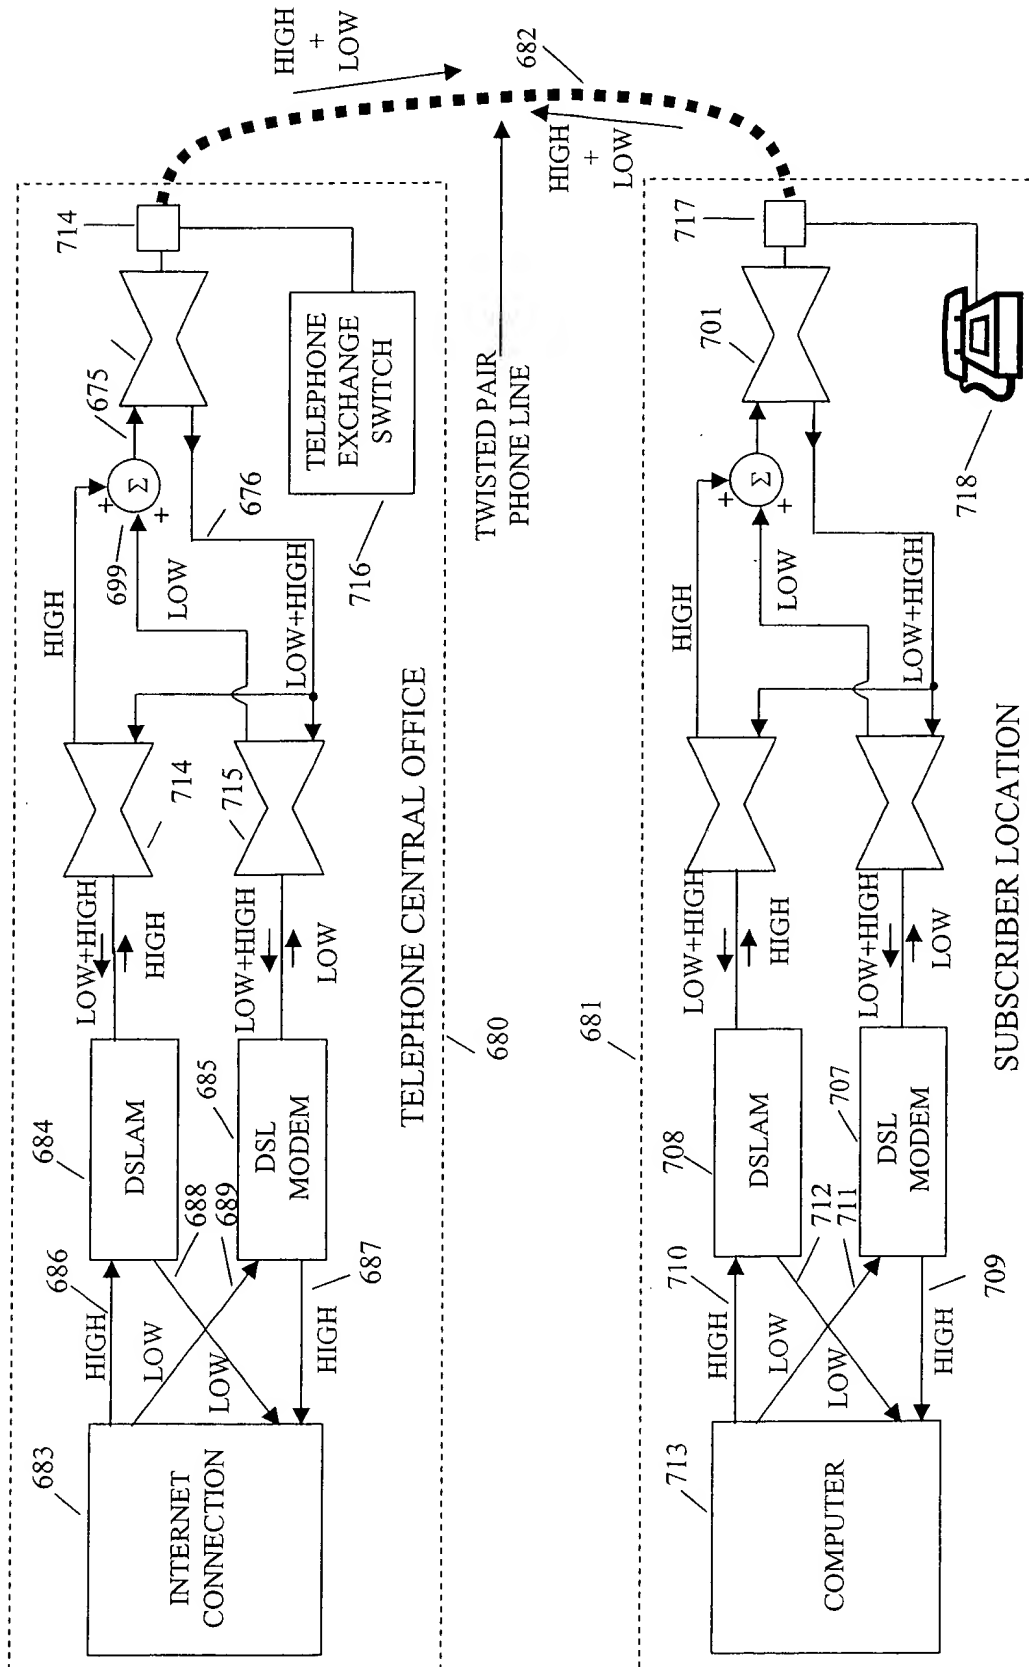 683
INTERNET
CONNECTION
686
HIGH
LOW
LOW
HIGH
687
688
689
684
DSLAM
685
DSL
MODEM
LOW+HIGH
HIGH
LOW+HIGH
LOW
714
715
HIGH
699
+
+
Σ
LOW
LOW+HIGH
675
676
714
TELEPHONE
EXCHANGE
SWITCH
716
TELEPHONE CENTRAL OFFICE
680
HIGH
+
LOW
682
HIGH
+
LOW
TWISTED PAIR
PHONE LINE
681
713
COMPUTER
710
HIGH
LOW
LOW
HIGH
709
712
711
708
DSLAM
707
DSL
MODEM
LOW+HIGH
HIGH
LOW+HIGH
LOW
HIGH
+
+
Σ
LOW
LOW+HIGH
701
717
718
SUBSCRIBER LOCATION